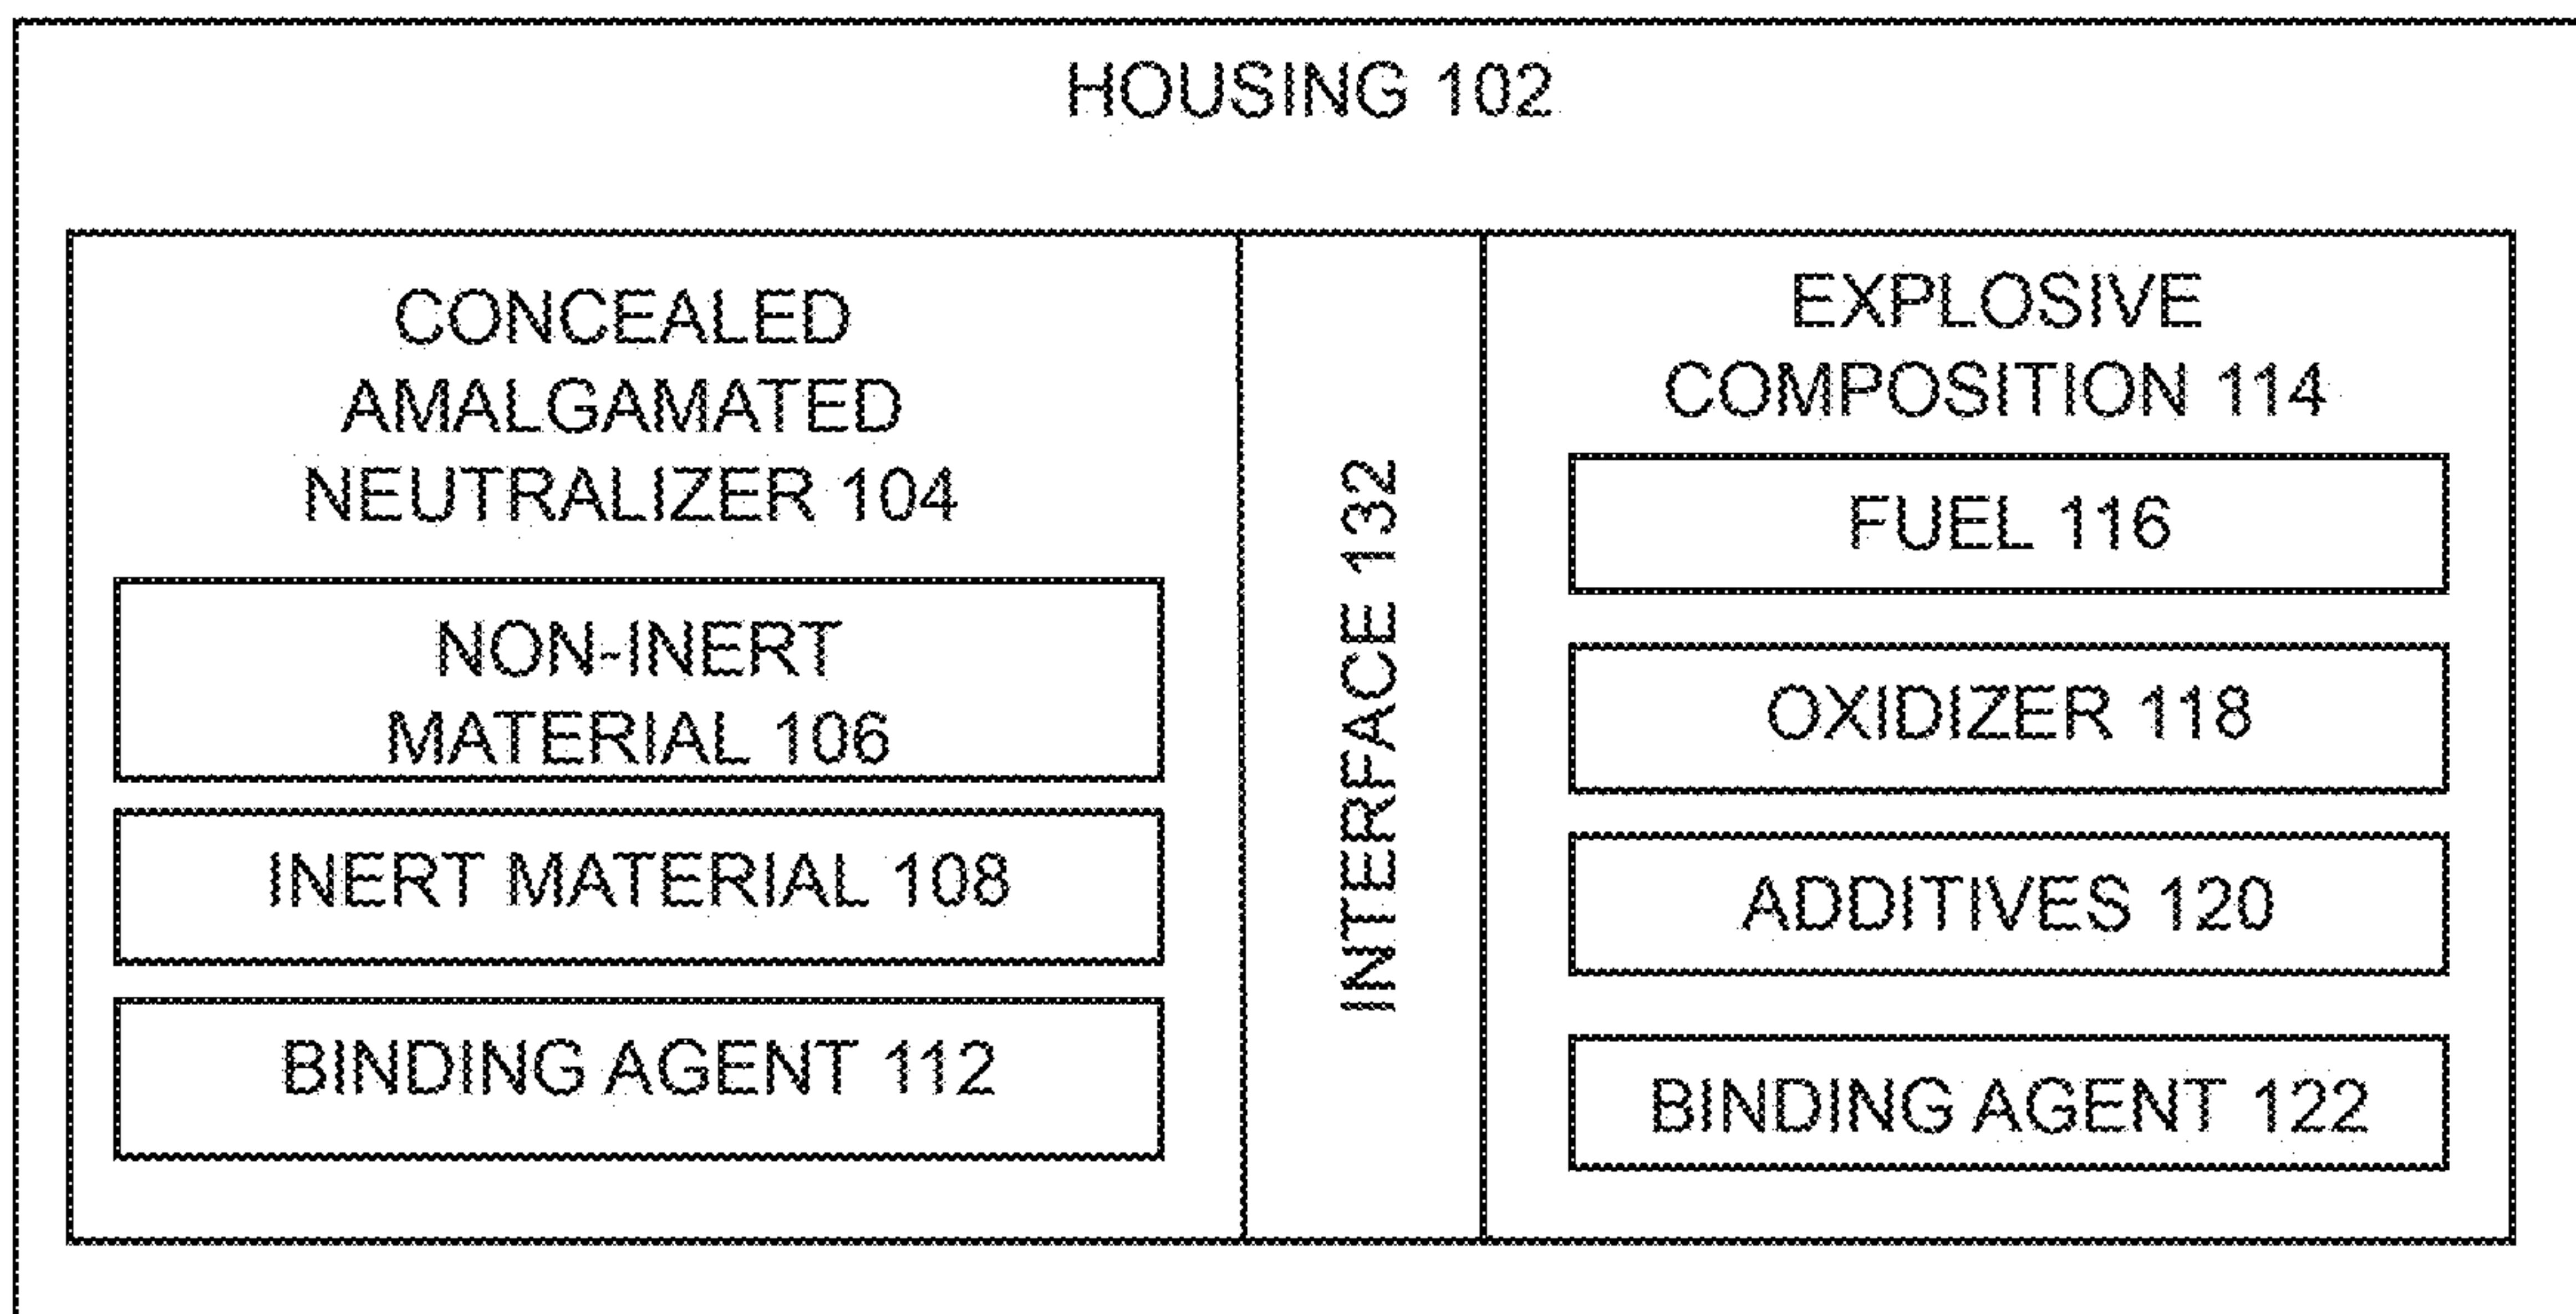 HOUSING 102
CONCEALED
AMALGAMATED
NEUTRALIZER 104
NON-INERT
MATERIAL 106
INERT MATERIAL 108
BINDING AGENT 112
INTERFACE 132
EXPLOSIVE
COMPOSITION 114
FUEL 116
OXIDIZER 118
ADDITIVES 120
BINDING AGENT 122